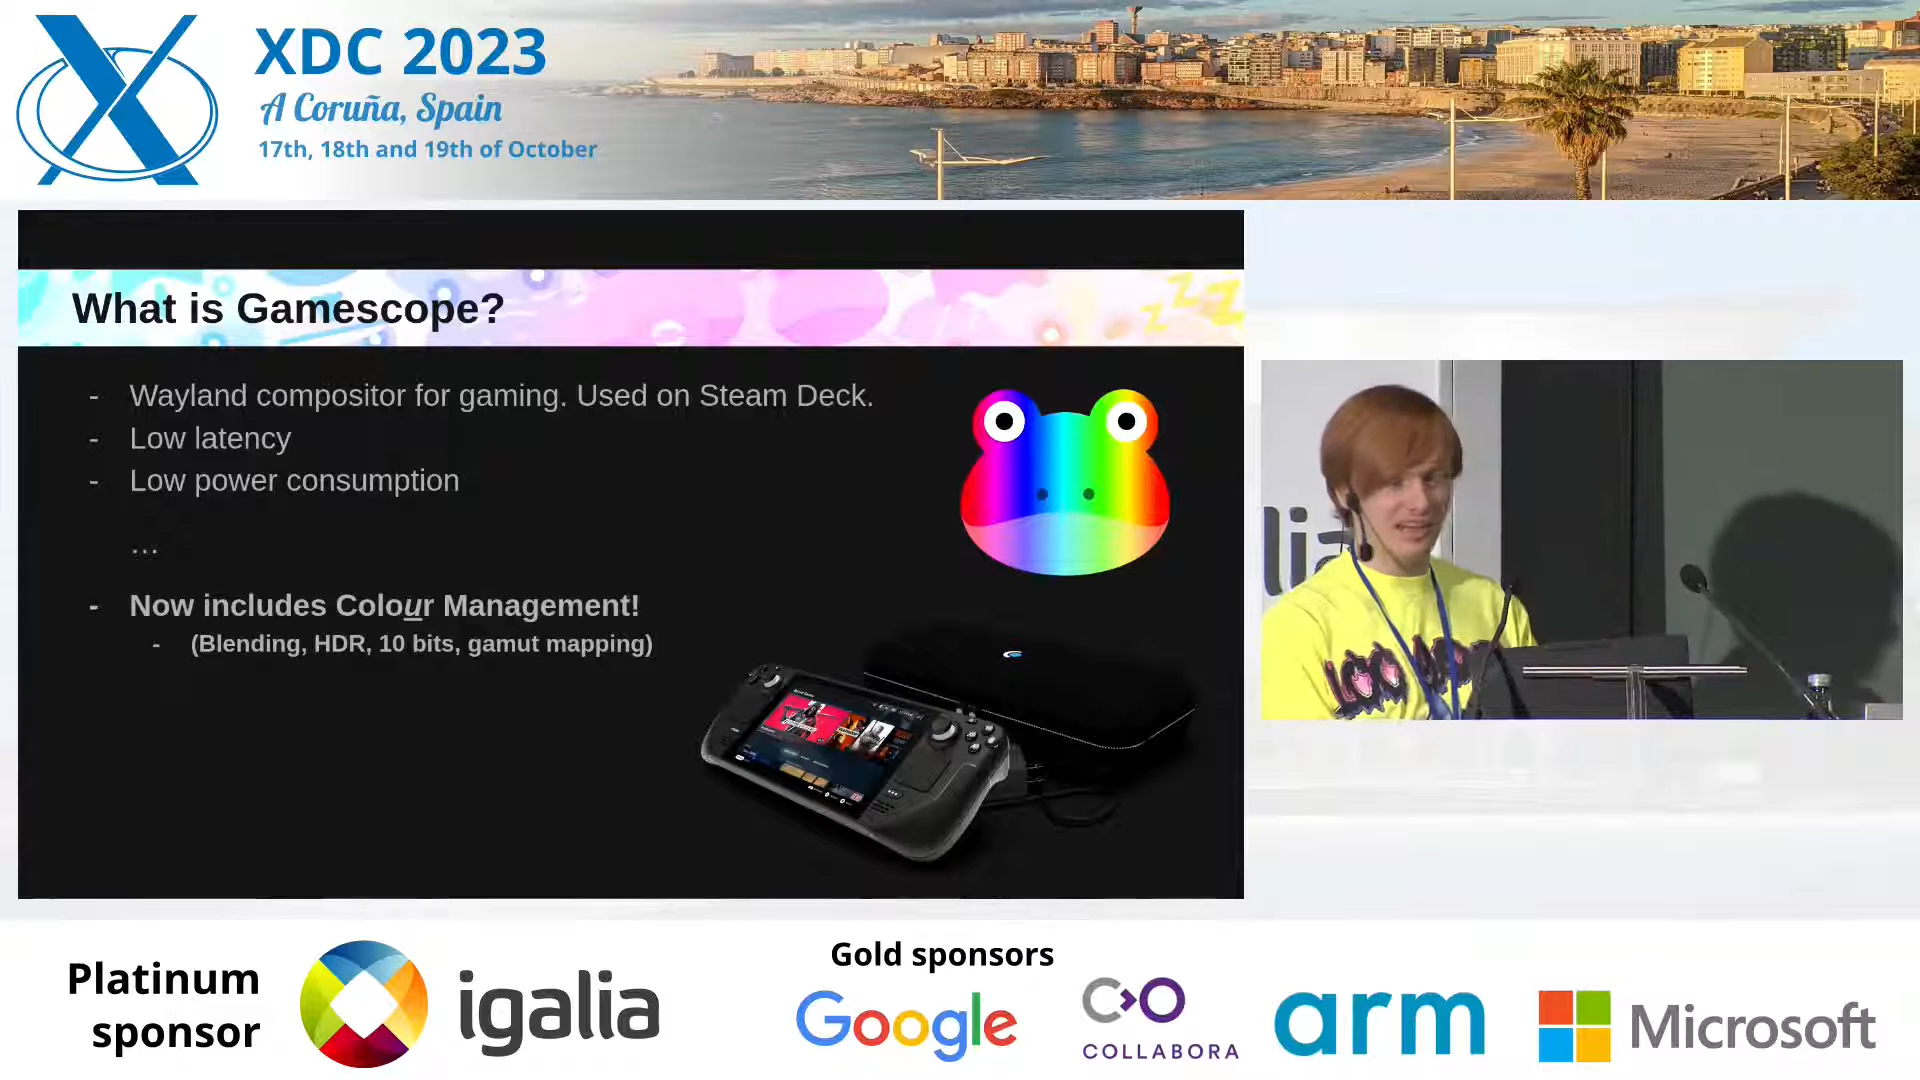 XDC 2023
A Coruña, Spain
17th, 18th and 19th of October
What is Gamescope?
- Wayland compositor for gaming. Used on Steam Deck.
- Low latency
- Low power consumption
...
- Now includes Colour Management!
- (Blending, HDR, 10 bits, gamut mapping)
Platinum
sponsor
igalia
Gold sponsors
Google
COLLABORA
arm
Microsoft